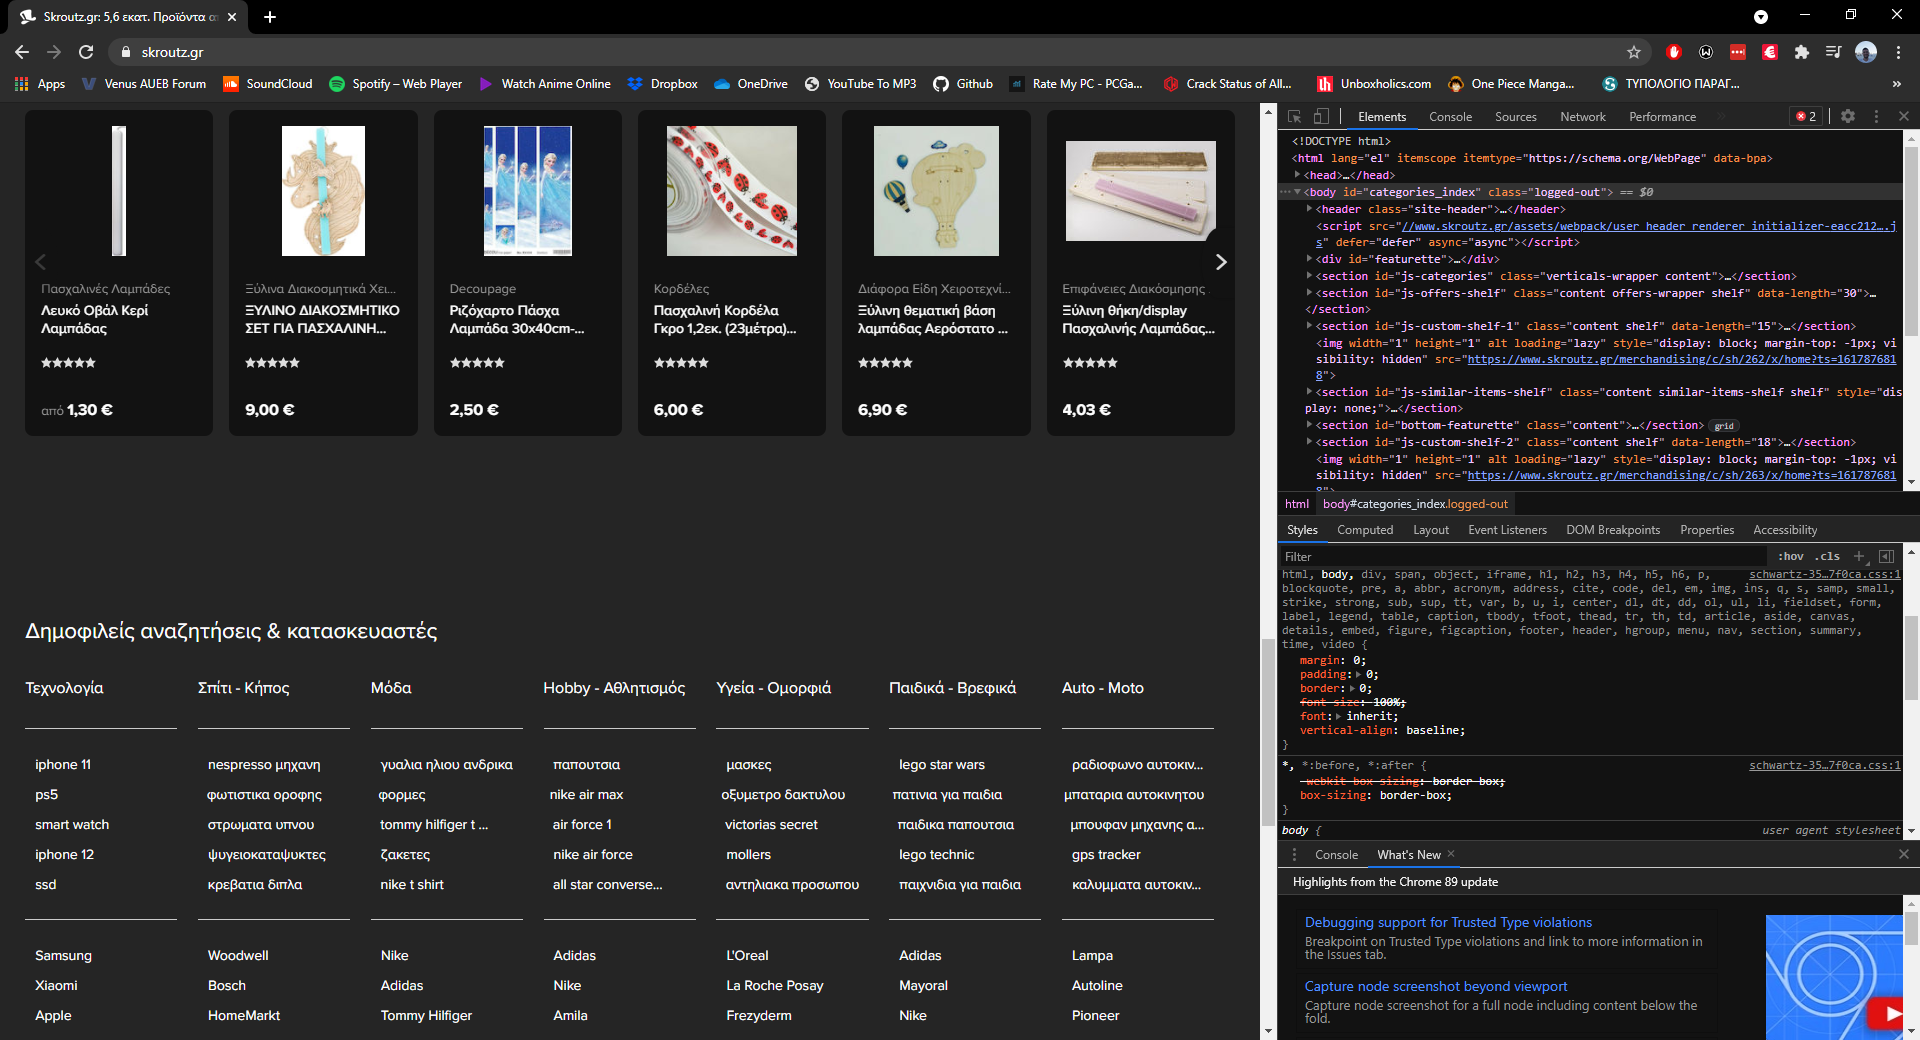 Skroutz.gr: 5,6 εκατ. Προϊόντα σ
skroutz.gr
Apps
Venus AUEB Forum
SoundCloud
Spotify – Web Player
Watch Anime Online
Dropbox
OneDrive
YouTube To MP3
Github
Rate My PC - PCGa...
Crack Status of All...
Unboxholics.com
One Piece Manga...
ΤΥΠΟΛΟΓΙΟ ΠΑΡΑΓ...
Πασχαλινές Λαμπάδες
Λευκό Οβάλ Κερί
Λαμπάδας
από 1,30 €
Ξύλινα Διακοσμητικά Χει...
ΞΥΛΙΝΟ ΔΙΑΚΟΣΜΗΤΙΚΟ
ΣΕΤ ΓΙΑ ΠΑΣΧΑΛΙΝΗ...
9,00 €
Decoupage
Ριζόχαρτο Πάσχα
Λαμπάδα 30x40cm-...
2,50 €
Κορδέλες
Πασχαλινή Κορδέλα
Γκρο 1,2εκ. (23μέτρα)...
6,00 €
Διάφορα Είδη Χειροτεχνί...
Ξύλινη θεματική βάση
λαμπάδας Αερόστατο ...
6,90 €
Επιφάνειες Διακόσμησης
Ξύλινη θήκη/display
Πασχαλινής Λαμπάδας...
4,03 €
Δημοφιλείς αναζητήσεις & κατασκευαστές
Τεχνολογία
iphone 11
ps5
smart watch
iphone 12
ssd
Samsung
Xiaomi
Apple
Σπίτι - Κήπος
nespresso μηχανη
φωτιστικα οροφης
στρωματα υπνου
ψυγειοκαταψυκτες
κρεβατια διπλα
Woodwell
Bosch
HomeMarkt
Μόδα
γυαλια ηλιου ανδρικα
φορμες
tommy hilfiger t ...
ζακετες
nike t shirt
Nike
Adidas
Tommy Hilfiger
Hobby - Αθλητισμός
παπουτσια
nike air max
air force 1
nike air force
all star converse...
Adidas
Nike
Amila
Υγεία - Ομορφιά
μασκες
οξυμετρο δακτυλου
victorias secret
mollers
αντηλιακα προσωπου
L'Oreal
La Roche Posay
Frezyderm
Παιδικά - Βρεφικά
lego star wars
πατινια για παιδια
παιδικα παπουτσια
lego technic
παιχνιδια για παιδια
Adidas
Mayoral
Nike
Auto - Moto
ραδιοφωνο αυτοκιν...
μπαταρια αυτοκινητου
μπουφαν μηχανης α...
gps tracker
καλυμματα αυτοκιν...
Lampa
Autoline
Pioneer
Elements Console Sources Network Performance » 2
<!DOCTYPE html>
<html lang="el" itemscope itemtype="https://schema.org/WebPage" data-bpa>
<head>…</head>
<body id="categories_index" class="logged-out"> == $0
<header class="site-header">…</header>
<script src="//www.skroutz.gr/assets/webpack/user_header_renderer_initializer-eacc212….j
s" defer="defer" async="async"></script>
<div id="featurette">…</div>
<section id="js-categories" class="verticals-wrapper content">…</section>
<section id="js-offers-shelf" class="content offers-wrapper shelf" data-length="30">…
</section>
<section id="js-custom-shelf-1" class="content shelf" data-length="15">…</section>
<img width="1" height="1" alt loading="lazy" style="display: block; margin-top: -1px; vi
sibility: hidden" src="https://www.skroutz.gr/merchandising/c/sh/262/x/home?ts=161787681
8">
<section id="js-similar-items-shelf" class="content similar-items-shelf shelf" style="dis
play: none;">…</section>
<section id="bottom-featurette" class="content">…</section> grid
<section id="js-custom-shelf-2" class="content shelf" data-length="18">…</section>
<img width="1" height="1" alt loading="lazy" style="display: block; margin-top: -1px; vi
sibility: hidden" src="https://www.skroutz.gr/merchandising/c/sh/263/x/home?ts=161787681
8">
html body#categories_index.logged-out
Styles Computed Layout Event Listeners DOM Breakpoints Properties Accessibility
Filter :hov .cls
html, body, div, span, object, iframe, h1, h2, h3, h4, h5, h6, p, schwartz-35…7f0ca.css:1
blockquote, pre, a, abbr, acronym, address, cite, code, del, em, img, ins, q, s, samp, small,
strike, strong, sub, sup, tt, var, b, u, i, center, dl, dt, dd, ol, ul, li, fieldset, form,
label, legend, table, caption, tbody, tfoot, thead, tr, th, td, article, aside, canvas,
details, embed, figure, figcaption, footer, header, hgroup, menu, nav, section, summary,
time, video {
margin: 0;
padding: 0;
border: 0;
font-size: 100%;
font: inherit;
vertical-align: baseline;
}
*, *:before, *:after { schwartz-35…7f0ca.css:1
-webkit-box-sizing: border-box;
box-sizing: border-box;
}
body { user agent stylesheet
Console What's New
Highlights from the Chrome 89 update
Debugging support for Trusted Type violations
Breakpoint on Trusted Type violations and link to more information in
the Issues tab.
Capture node screenshot beyond viewport
Capture node screenshot for a full node including content below the
fold.